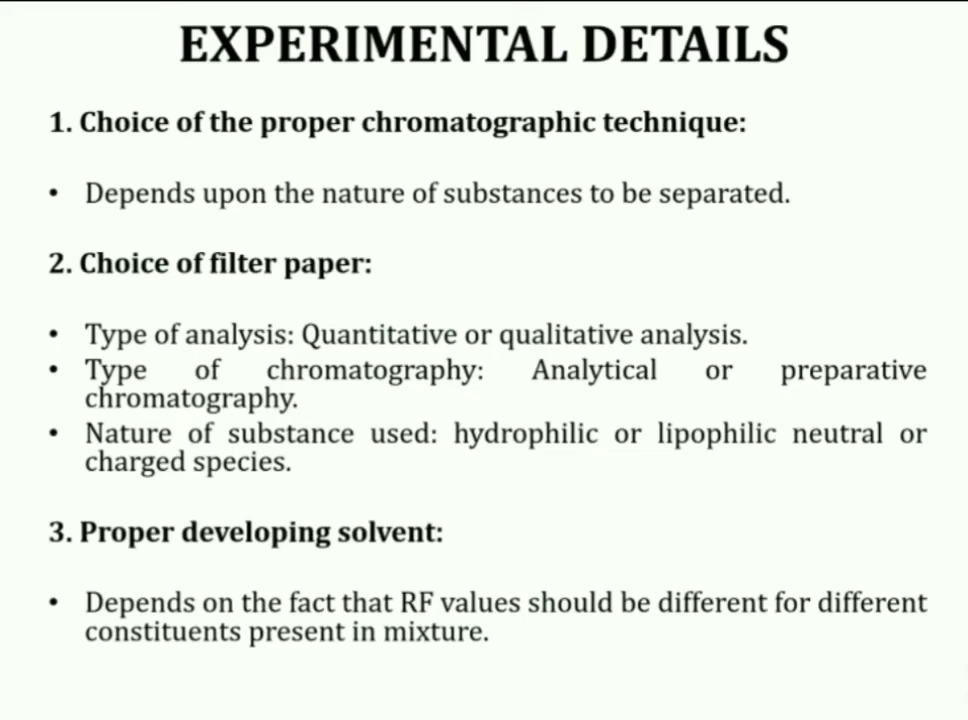 EXPERIMENTAL DETAILS
1. Choice of the proper chromatographic technique:
• Depends upon the nature of substances to be separated.
2. Choice of filter paper:
• Type of analysis: Quantitative or qualitative analysis.
• Type of chromatography: Analytical or preparative
chromatography.
• Nature of substance used: hydrophilic or lipophilic neutral or
charged species.
3. Proper developing solvent:
• Depends on the fact that RF values should be different for different
constituents present in mixture.